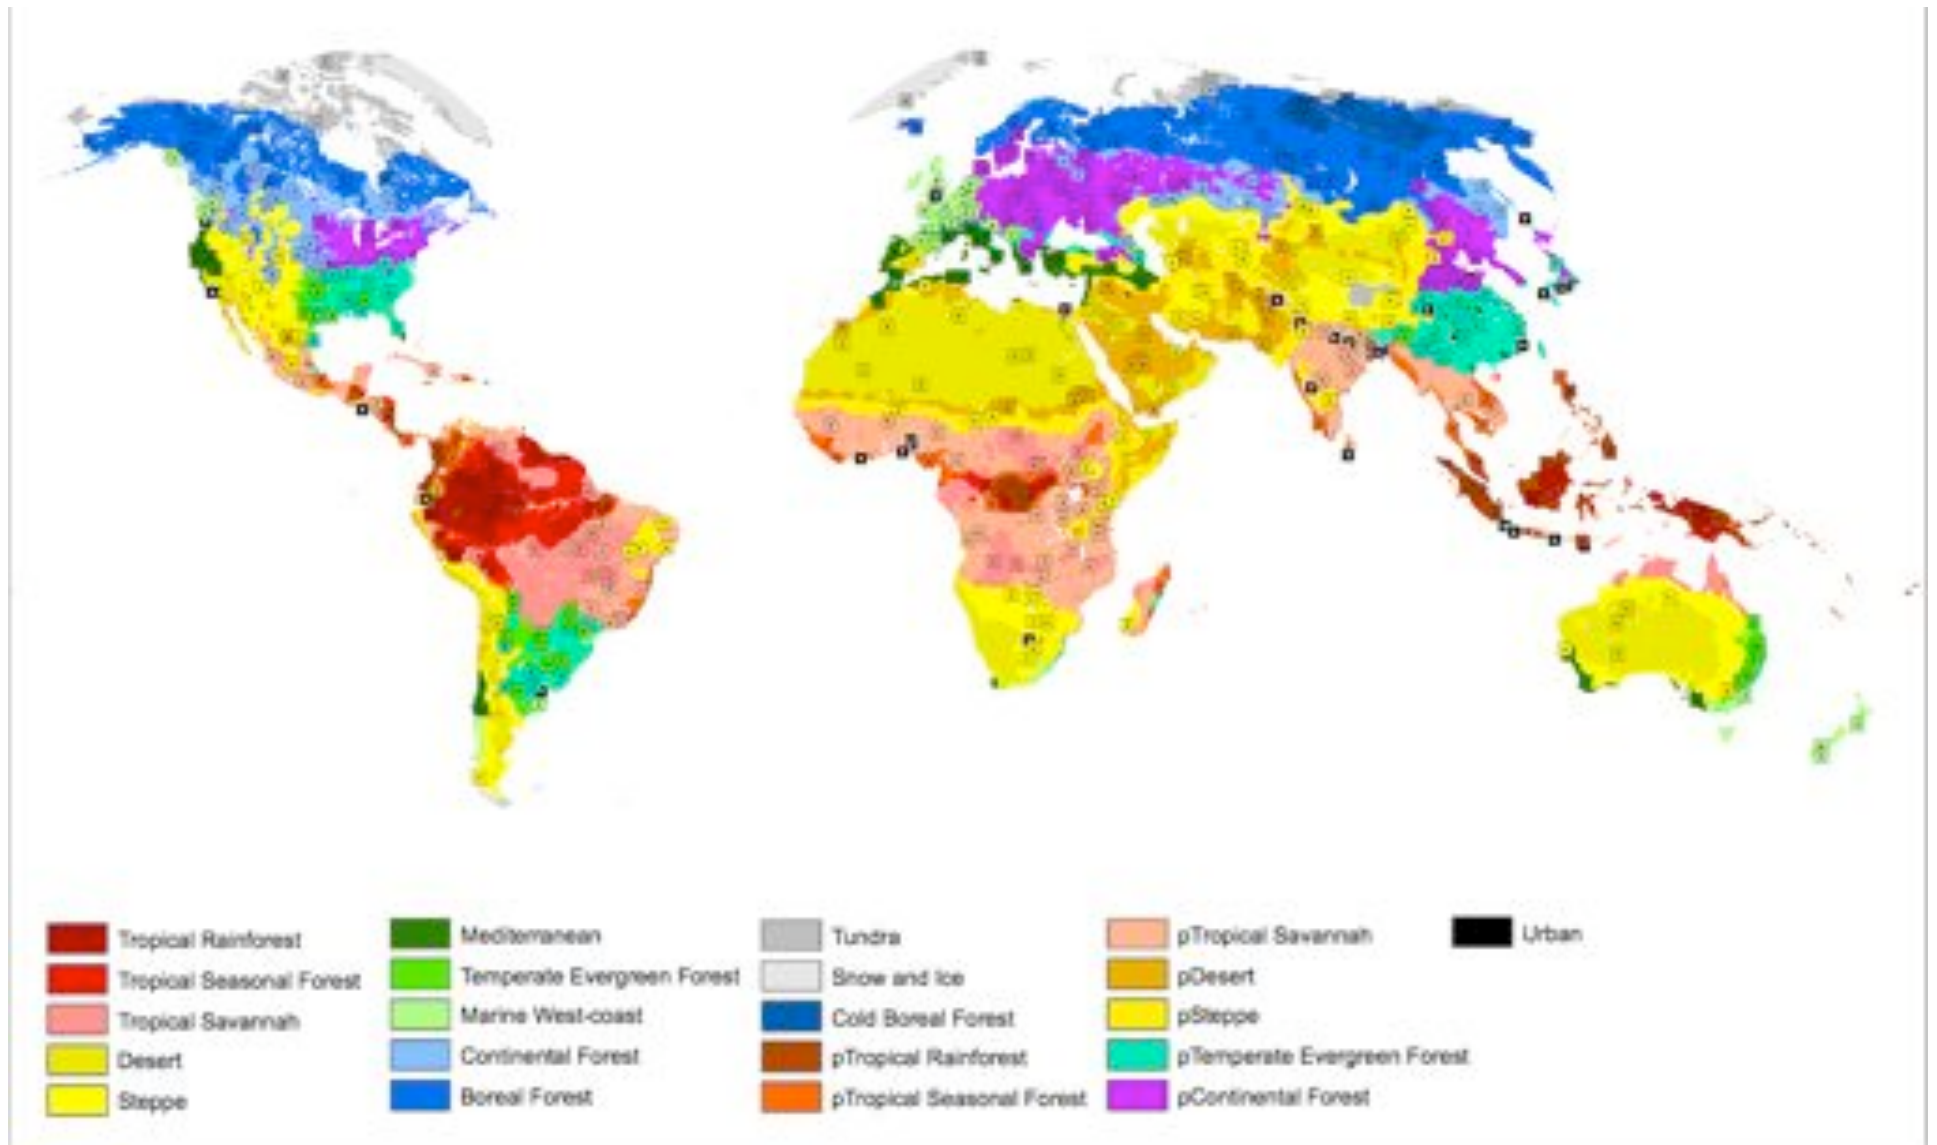 Tropical Rainforest
Tropical Seasonal Forest
Tropical Savannah
Desert
Steppe
Mediterranean
Temperate Evergreen Forest
Marine West-coast
Continental Forest
Boreal Forest
Tundra
Snow and Ice
Cold Boreal Forest
pTropical Rainforest
pTropical Seasonal Forest
pTropical Savannah
pDesert
pSteppe
pTemperate Evergreen Forest
pContinental Forest
Urban